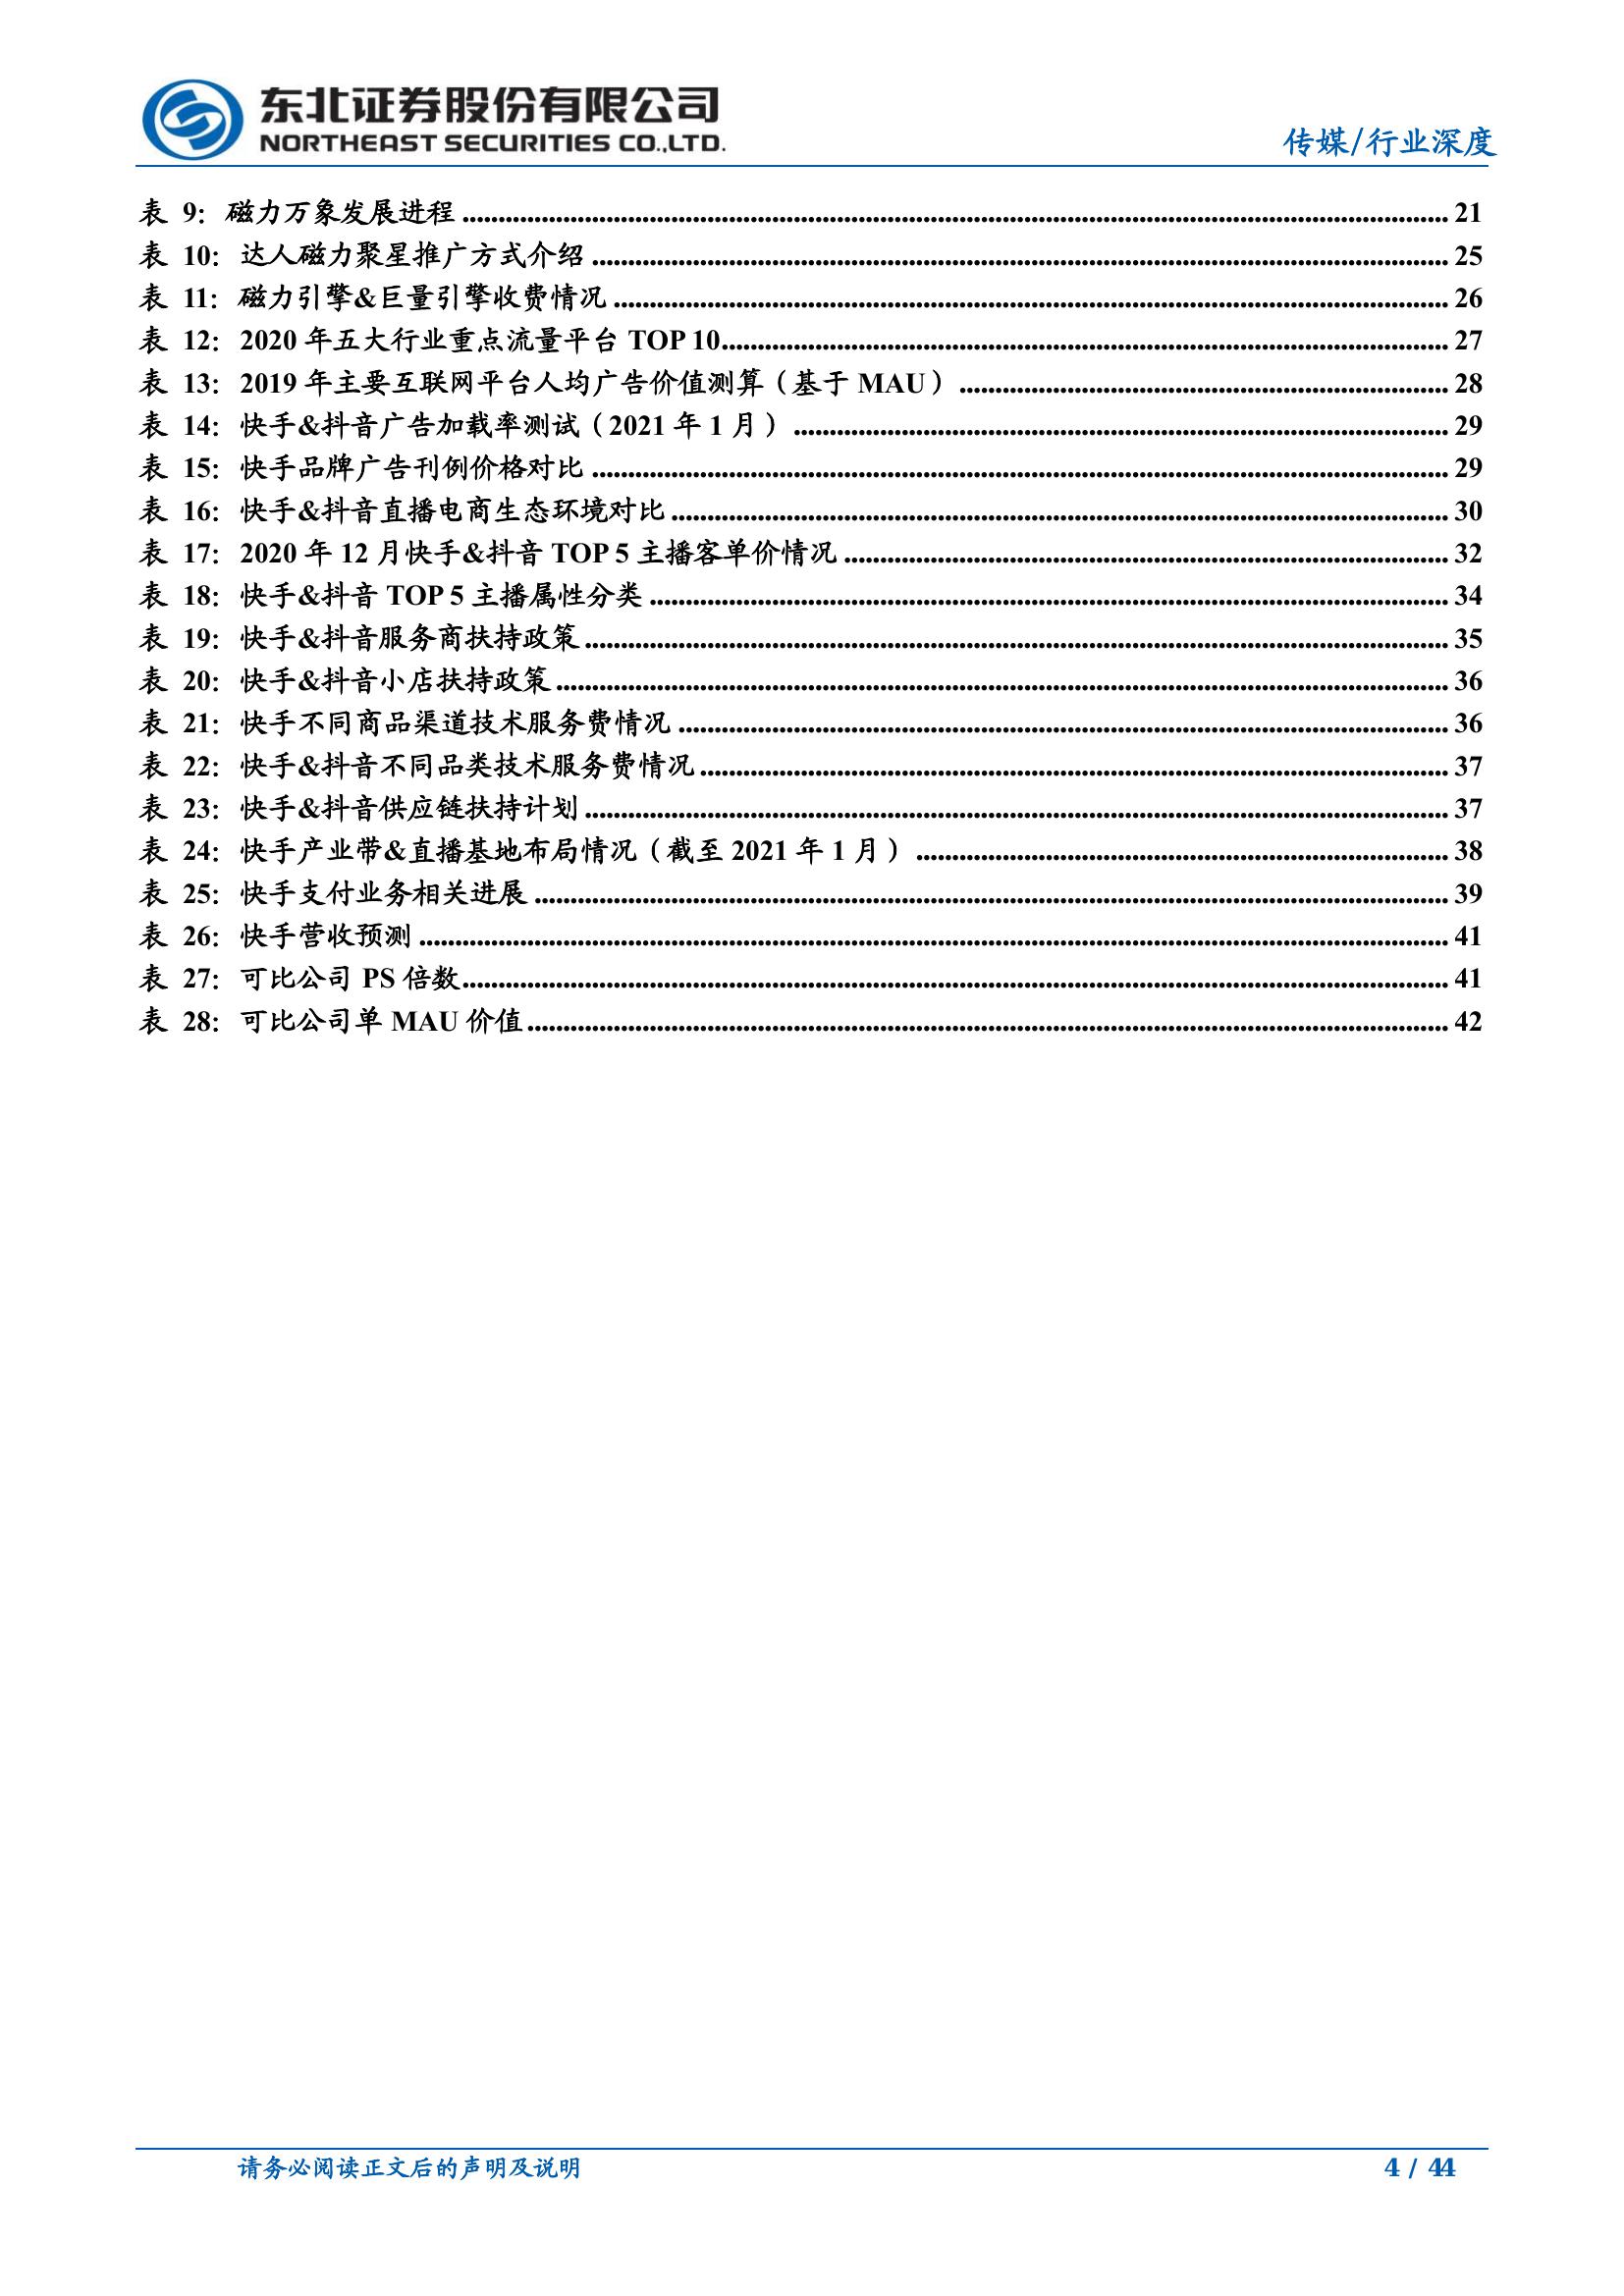 东北证券股份有限公司
NORTHEAST SECURITIES CO.,LTD.
传媒/行业深度
表 9: 磁力万象发展进程 ........ 21
表 10: 达人磁力聚星推广方式介绍 ........ 25
表 11: 磁力引擎&巨量引擎收费情况 ........ 26
表 12: 2020 年五大行业重点流量平台 TOP 10 ........ 27
表 13: 2019 年主要互联网平台人均广告价值测算（基于 MAU） ........ 28
表 14: 快手&抖音广告加载率测试（2021 年 1 月） ........ 29
表 15: 快手品牌广告刊例价格对比 ........ 29
表 16: 快手&抖音直播电商生态环境对比 ........ 30
表 17: 2020 年 12 月快手&抖音 TOP 5 主播客单价情况 ........ 32
表 18: 快手&抖音 TOP 5 主播属性分类 ........ 34
表 19: 快手&抖音服务商扶持政策 ........ 35
表 20: 快手&抖音小店扶持政策 ........ 36
表 21: 快手不同商品渠道技术服务费情况 ........ 36
表 22: 快手&抖音不同品类技术服务费情况 ........ 37
表 23: 快手&抖音供应链扶持计划 ........ 37
表 24: 快手产业带&直播基地布局情况（截至 2021 年 1 月） ........ 38
表 25: 快手支付业务相关进展 ........ 39
表 26: 快手营收预测 ........ 41
表 27: 可比公司 PS 倍数 ........ 41
表 28: 可比公司单 MAU 价值 ........ 42
请务必阅读正文后的声明及说明
4 / 44